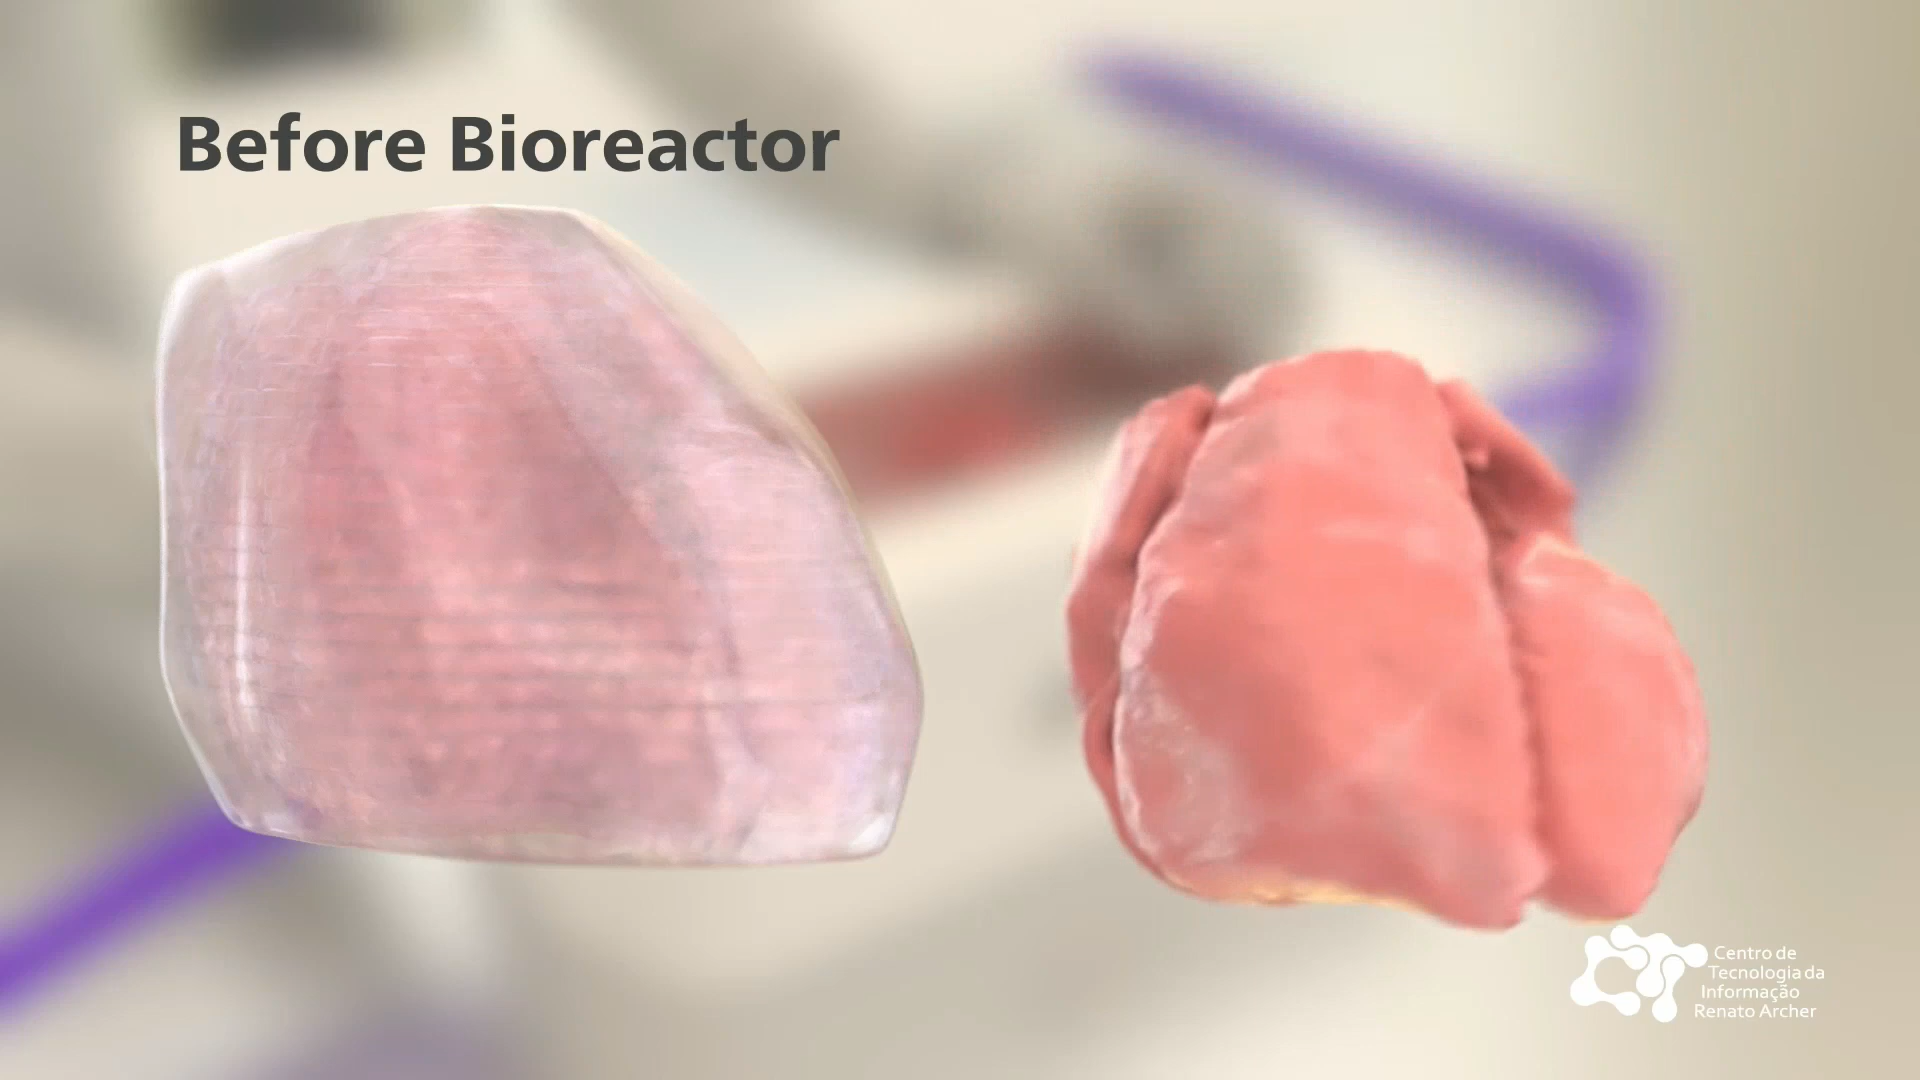 Before Bioreactor
Centro de
Tecnologia da
Informação
Renato Archer